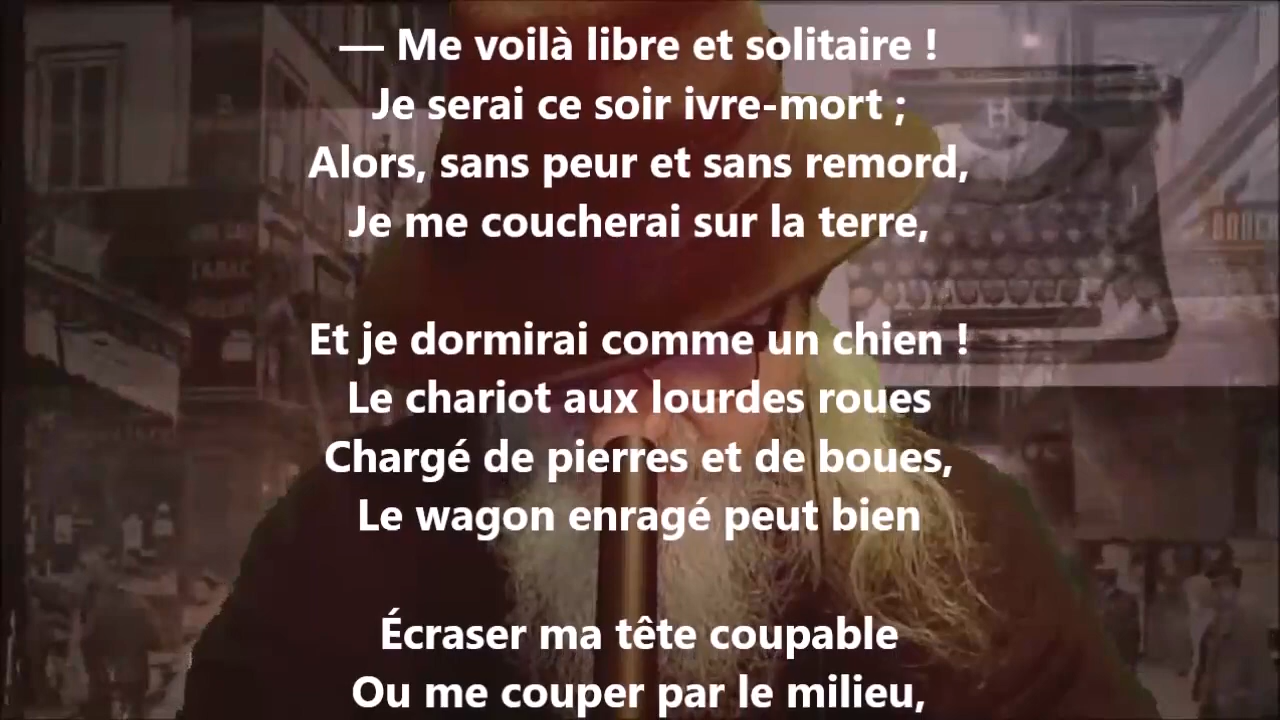 — Me voilà libre et solitaire !
Je serai ce soir ivre-mort ;
Alors, sans peur et sans remord,
Je me coucherai sur la terre,
Et je dormirai comme un chien !
Le chariot aux lourdes roues
Chargé de pierres et de boues,
Le wagon enragé peut bien
Écraser ma tête coupable
Ou me couper par le milieu,
TABAC